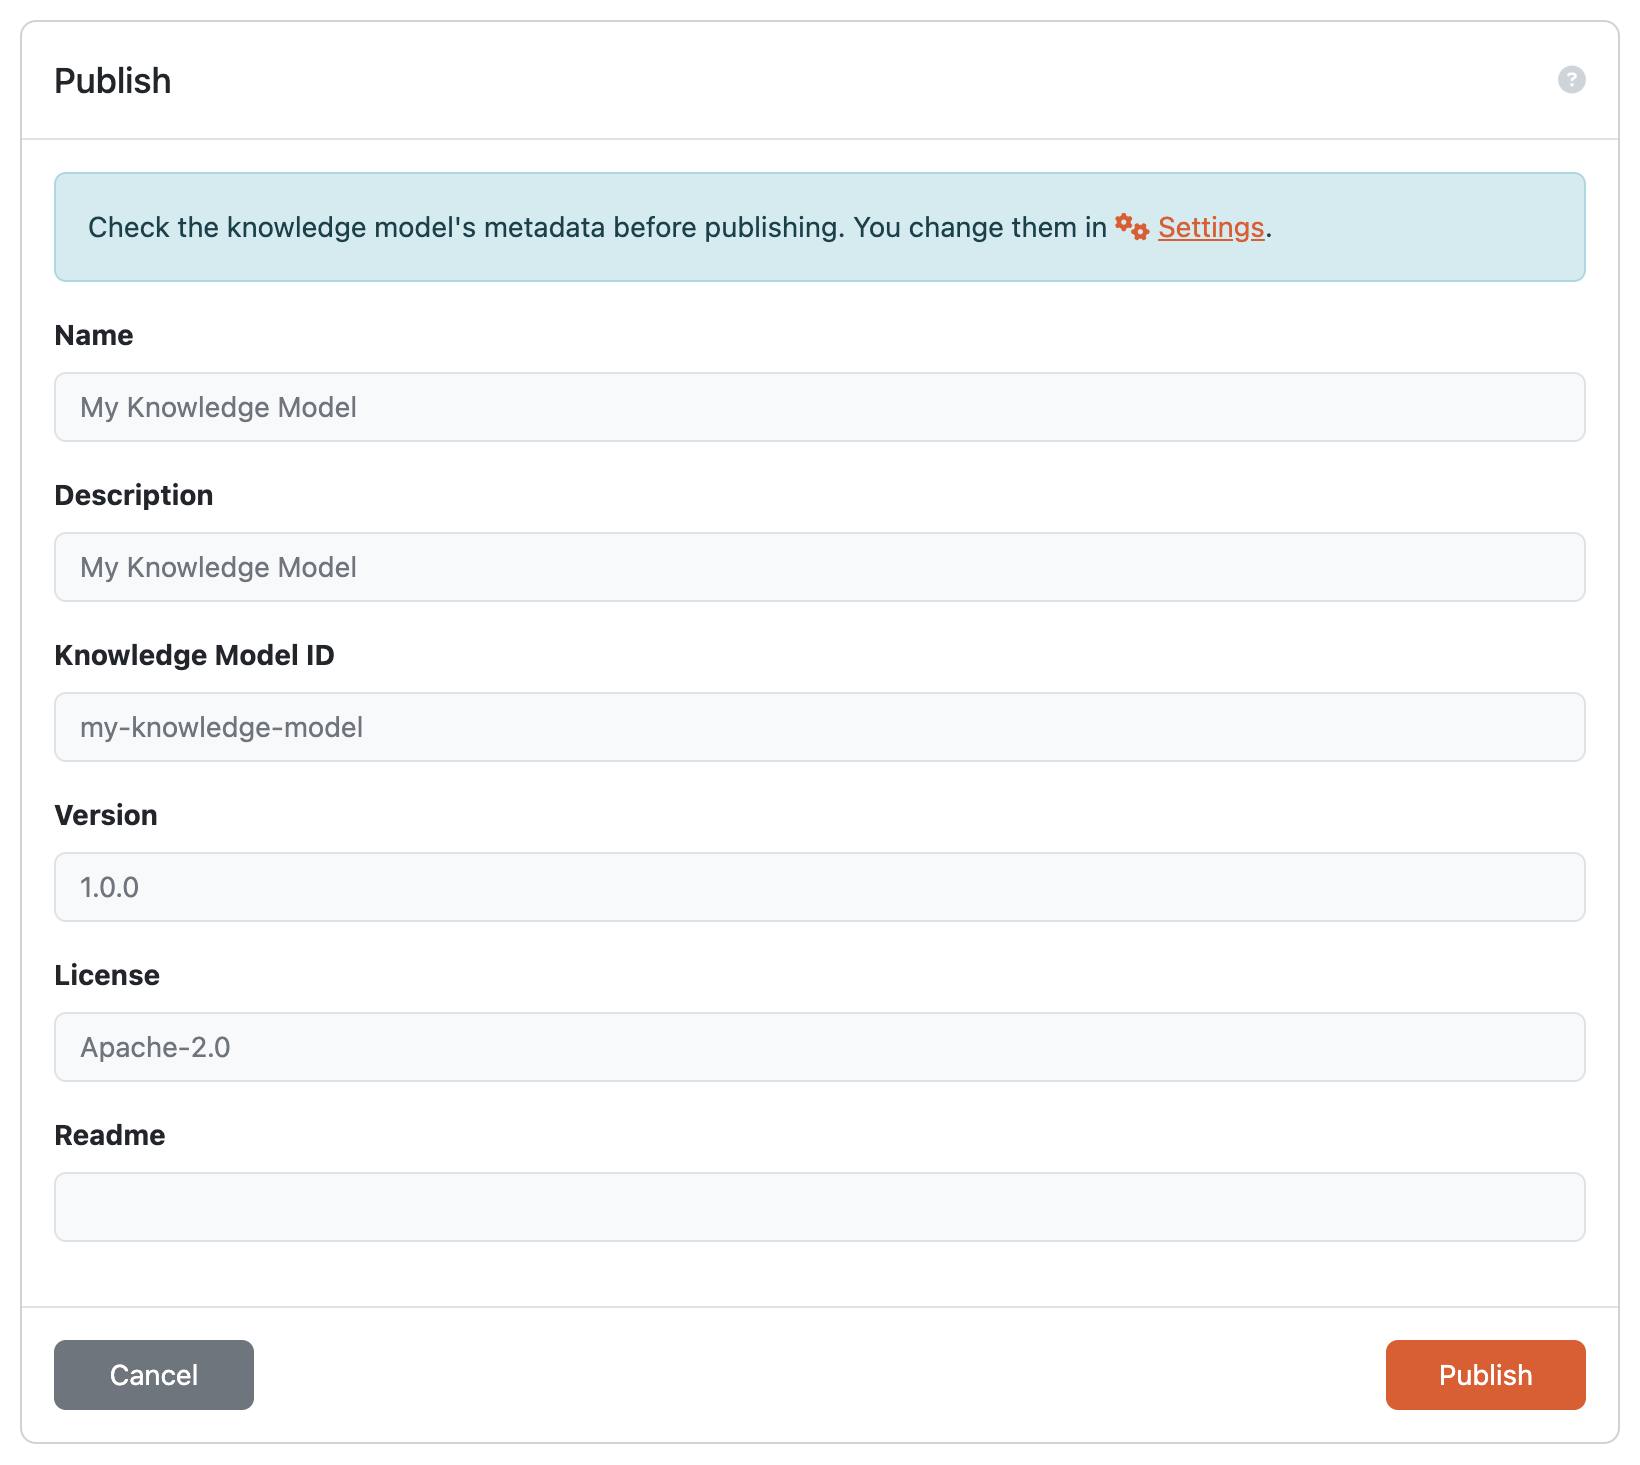 Publish
?
Check the knowledge model's metadata before publishing. You change them in Settings.
Name
My Knowledge Model
Description
My Knowledge Model
Knowledge Model ID
my-knowledge-model
Version
1.0.0
License
Apache-2.0
Readme
Cancel
Publish